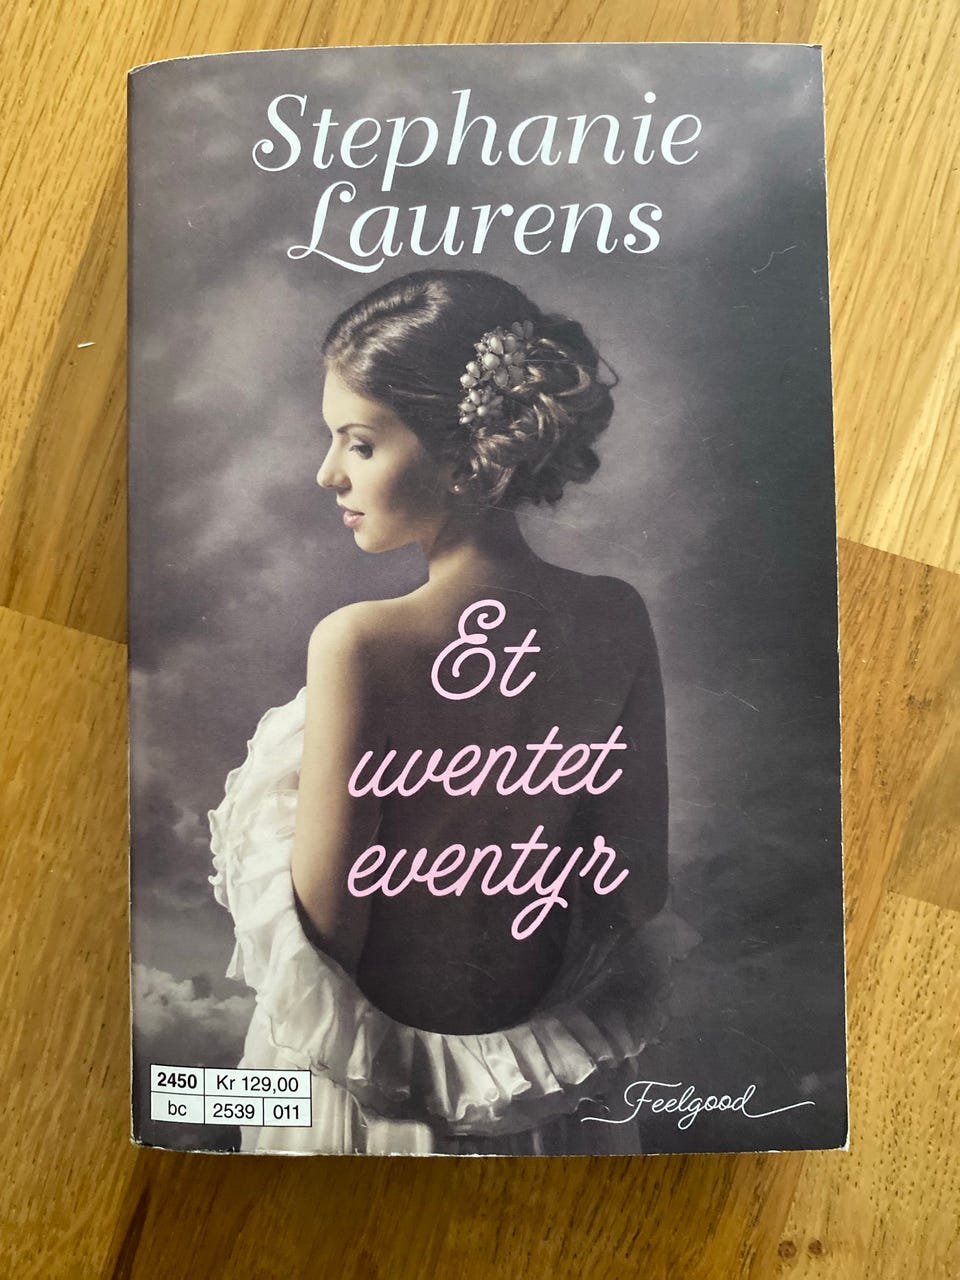 Stephanie
Laurens
Et
uventet
eventyr
2450 Kr 129,00
bc 2539 011
Feelgood